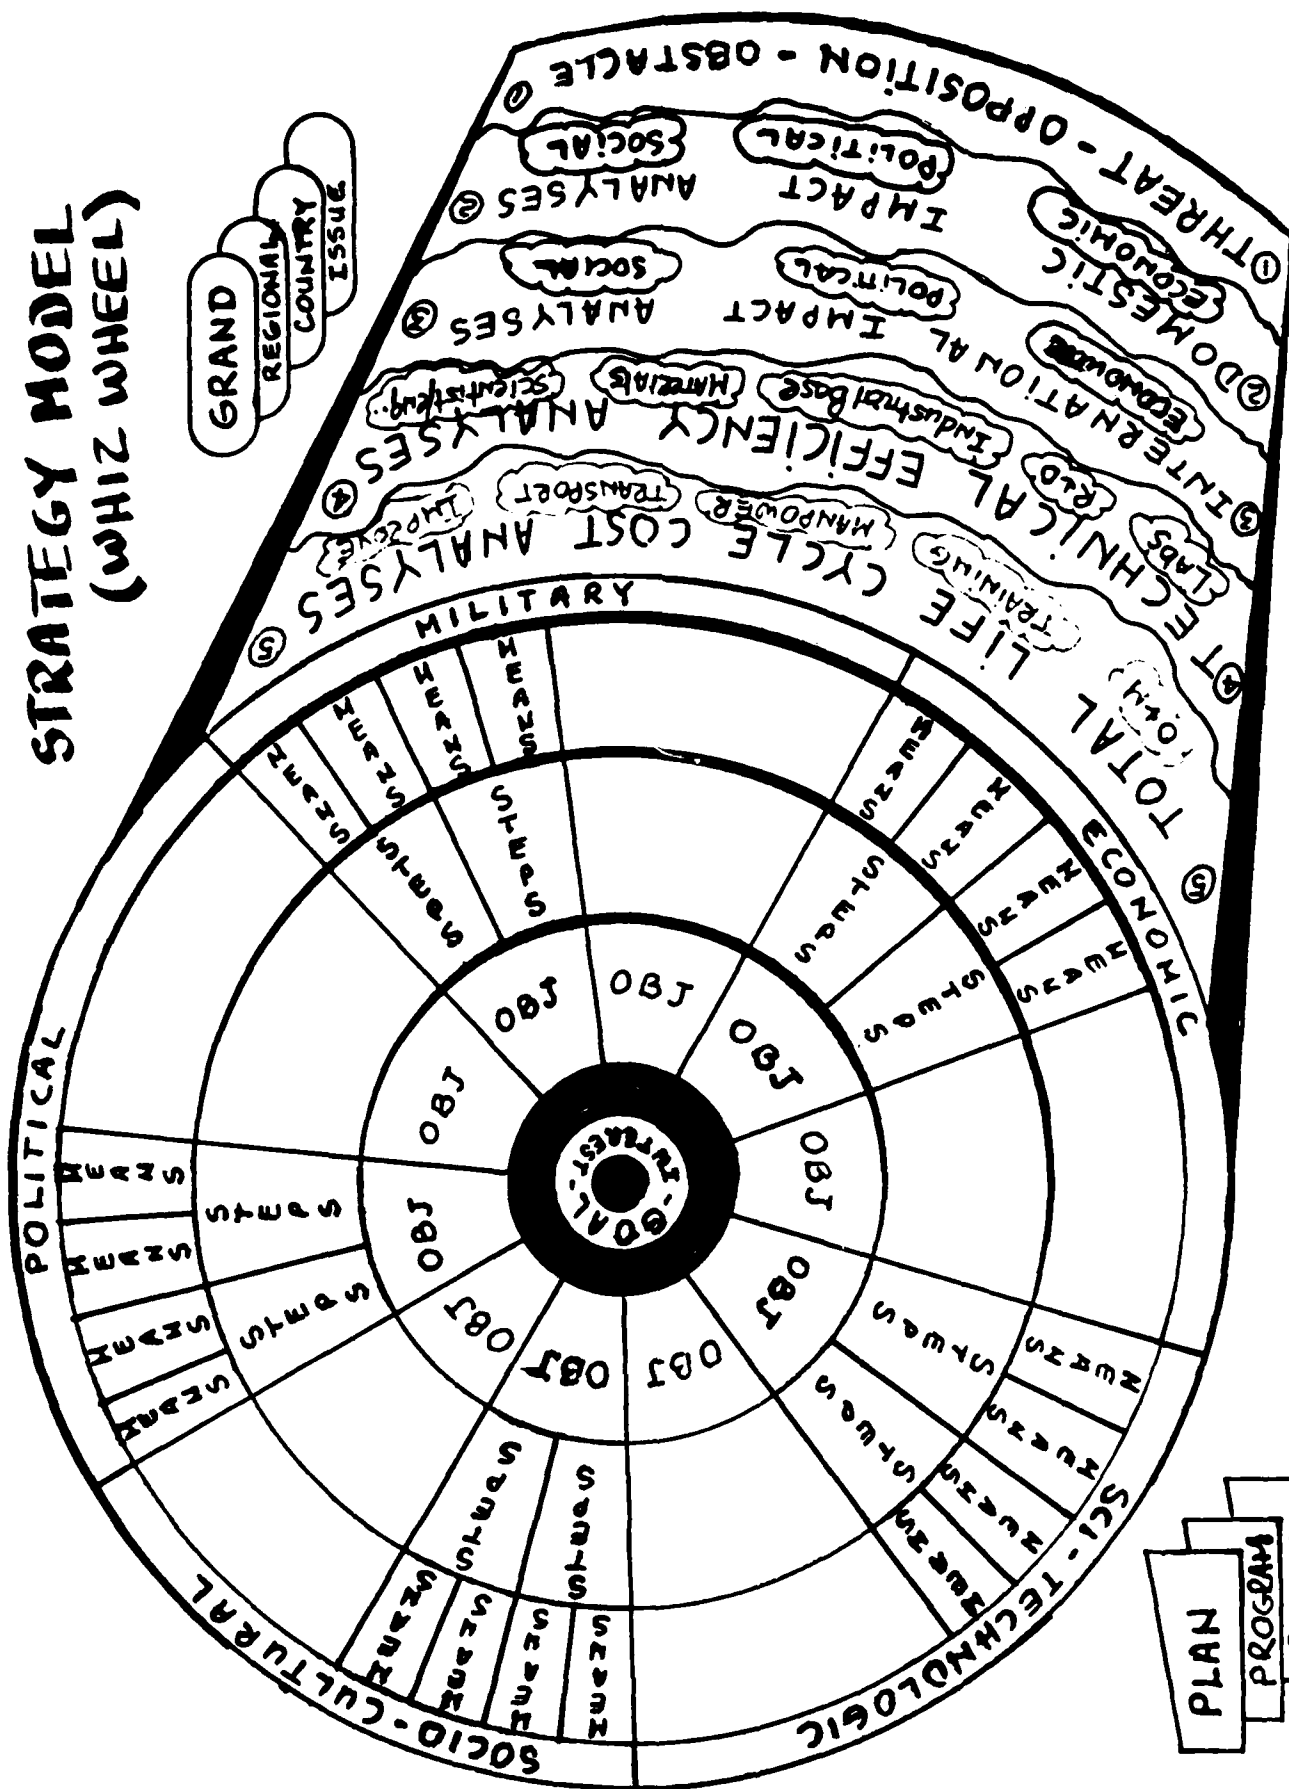 STRATEGY MODEL
(WHIZ WHEEL)
GRAND
REGIONAL
COUNTRY
ISSUE
① THREAT - OPPOSITION - OBSTACLE ①
② DOMESTIC IMPACT ANALYSES ②
ECONOMIC
POLITICAL
SOCIAL
③ INTERNATIONAL IMPACT ANALYSES ③
ECONOMIC
POLITICAL
SOCIAL
④ TECHNICAL EFFICIENCY ANALYSES ④
LABS
R&D
Industrial Base
Materials
Scientist/eng..
⑤ TOTAL LIFE CYCLE COST ANALYSES ⑤
O&M
TRAINING
MANPOWER
TRANSPORT
POLITICAL
MEANS
MEANS
MEANS
MEANS
STEPS
STEPS
MILITARY
MEANS
MEANS
MEANS
MEANS
STEPS
STEPS
ECONOMIC
MEANS
MEANS
MEANS
MEANS
STEPS
STEPS
SCI-TECHNOLOGIC
MEANS
MEANS
MEANS
MEANS
STEPS
STEPS
SOCIO-CULTURAL
MEANS
MEANS
MEANS
MEANS
STEPS
STEPS
OBJ
OBJ
OBJ
OBJ
OBJ
OBJ
OBJ
OBJ
OBJ
OBJ
INTEREST - GOAL -
PLAN
PROGRAM